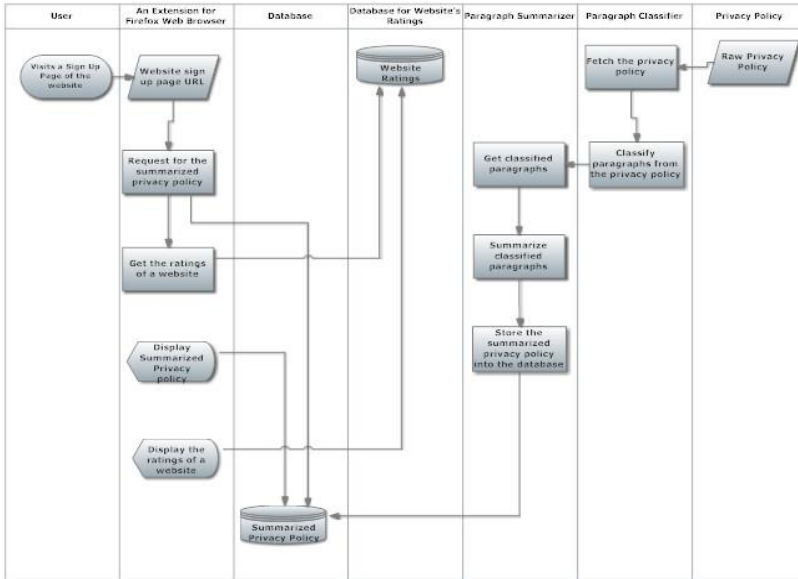 User
An Extension for
Firefox Web Browser
Database
Database for Website's
Ratings
Paragraph Summarizer
Paragraph Classifier
Privacy Policy
Visits a Sign Up
Page of the
website
Website sign
up page URL
Website
Ratings
Fetch the privacy
policy
Raw Privacy
Policy
Request for the
summarized
privacy policy
Get classified
paragraphs
Classify
paragraphs from
the privacy policy
Get the ratings
of a website
Summarize
classified
paragraphs
Display
Summarized
Privacy
policy
Store the
summarized
privacy policy
into the database
Display the
ratings of a
website
Summarized
Privacy Policy